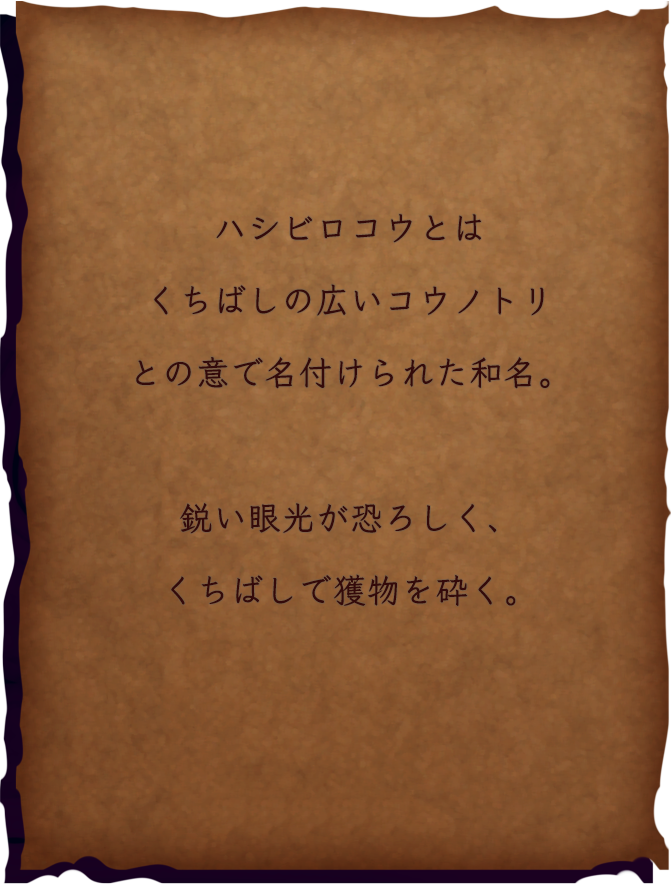 ハシビロコウとは
くちばしの広いコウノトリ
との意で名付けられた和名。
鋭い眼光が恐ろしく、
くちばしで獲物を砕く。